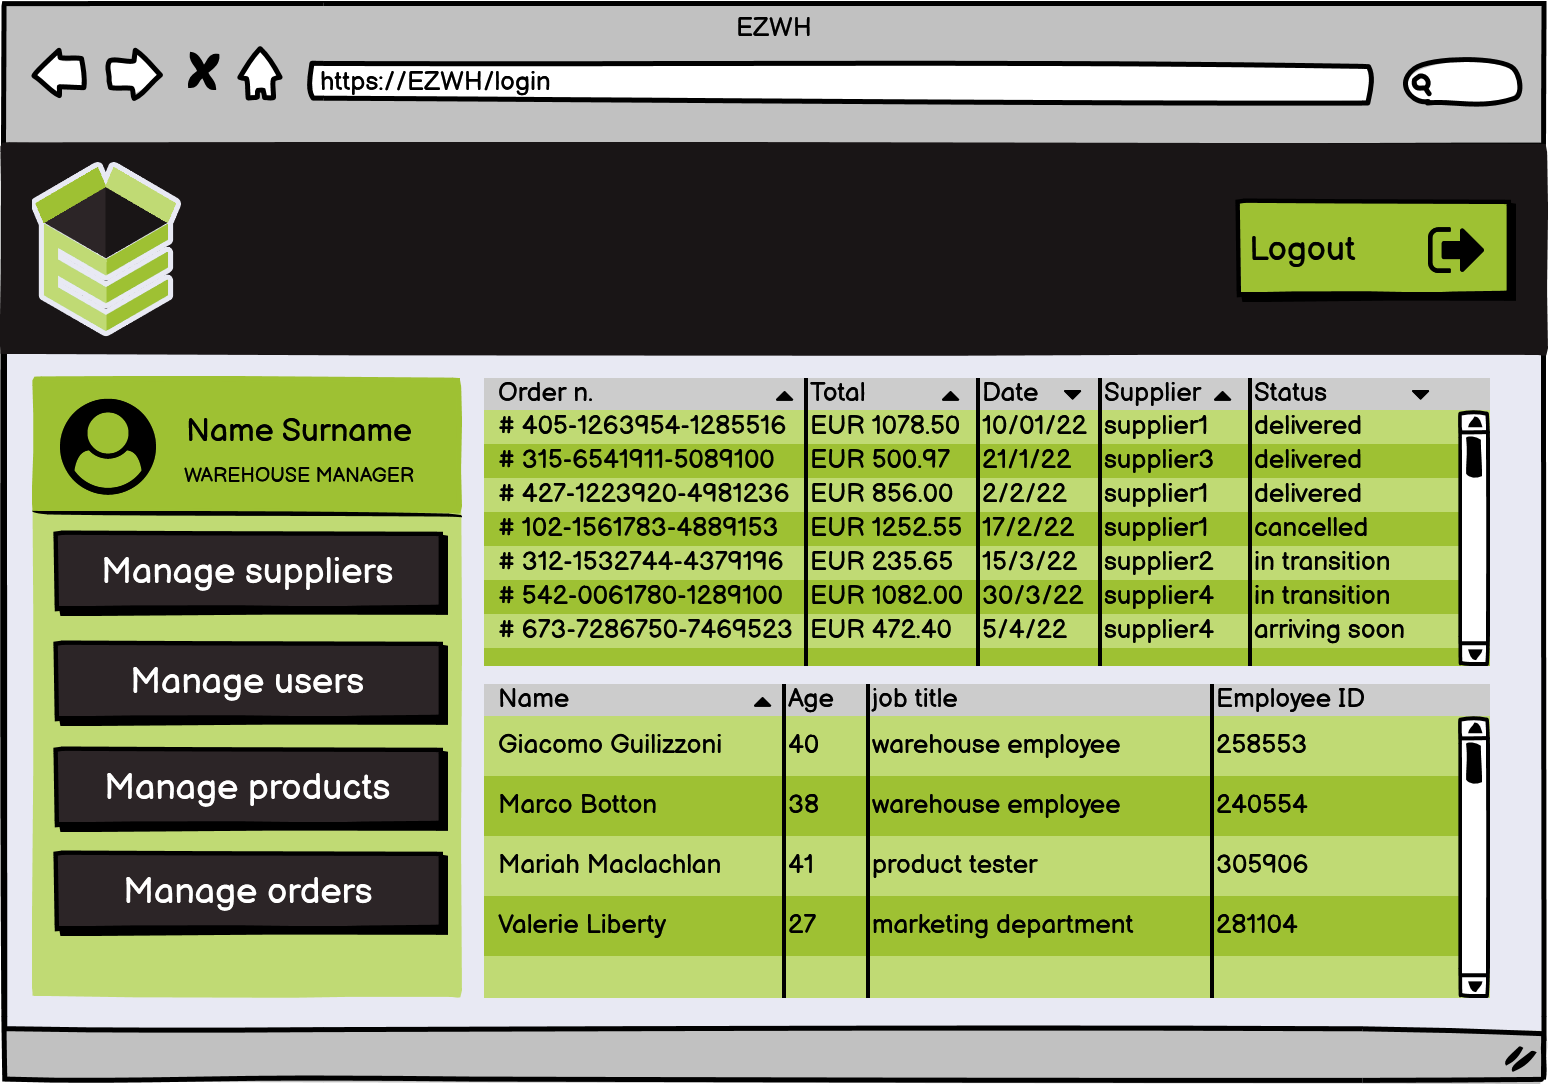 EZWH
https://EZWH/login
Logout
Name Surname
WAREHOUSE MANAGER
Manage suppliers
Manage users
Manage products
Manage orders
Order n. Total Date Supplier Status
# 405-1263954-1285516 EUR 1078.50 10/01/22 supplier1 delivered
# 315-6541911-5089100 EUR 500.97 21/1/22 supplier3 delivered
# 427-1223920-4981236 EUR 856.00 2/2/22 supplier1 delivered
# 102-1561783-4889153 EUR 1252.55 17/2/22 supplier1 cancelled
# 312-1532744-4379196 EUR 235.65 15/3/22 supplier2 in transition
# 542-0061780-1289100 EUR 1082.00 30/3/22 supplier4 in transition
# 673-7286750-7469523 EUR 472.40 5/4/22 supplier4 arriving soon
Name Age job title Employee ID
Giacomo Guilizzoni 40 warehouse employee 258553
Marco Botton 38 warehouse employee 240554
Mariah Maclachlan 41 product tester 305906
Valerie Liberty 27 marketing department 281104